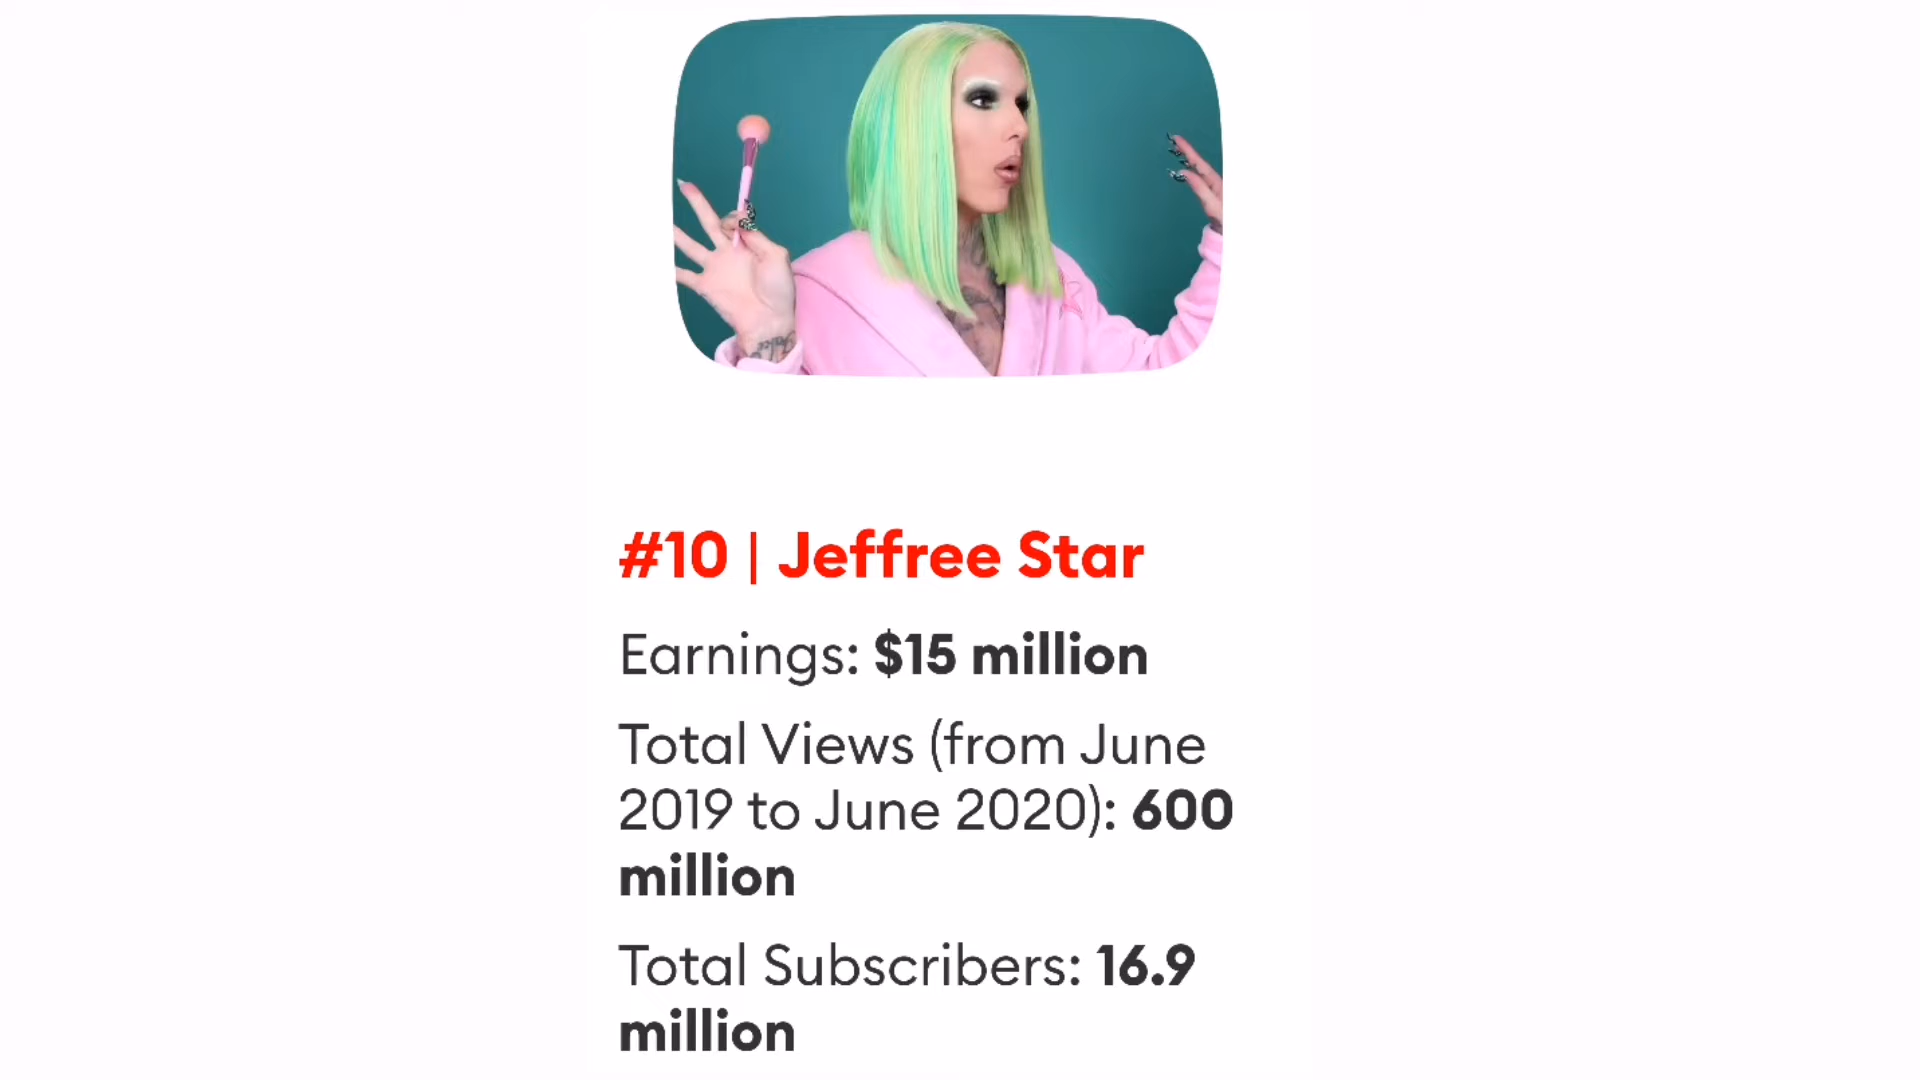 #10 | Jeffree Star
Earnings: $15 million
Total Views (from June
2019 to June 2020): 600
million
Total Subscribers: 16.9
million